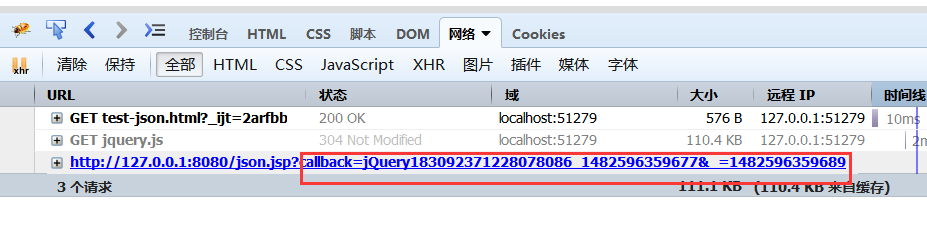 控制台 HTML CSS 脚本 DOM 网络 Cookies
xhr 清除 保持 全部 HTML CSS JavaScript XHR 图片 插件 媒体 字体
URL 状态 域 大小 远程 IP 时间线
GET test-json.html?_ijt=2arfbb 200 OK localhost:51279 576 B 127.0.0.1:51279 10ms
GET jquery.js 304 Not Modified localhost:51279 110.4 KB 127.0.0.1:51279 2m
http://127.0.0.1:8080/json.jsp?callback=jQuery183092371228078086_1482596359677&_=1482596359689
3 个请求 111.1 KB (110.4 KB 来自缓存)